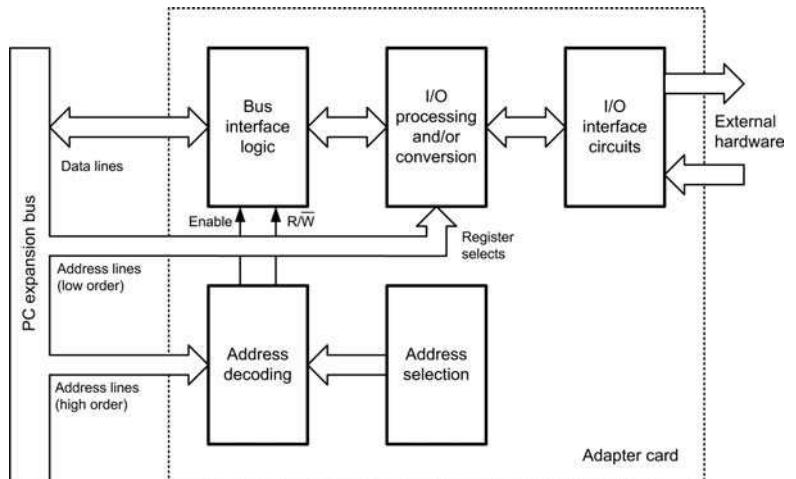 Bus
interface
logic
I/O
processing
and/or
conversion
I/O
interface
circuits
External
hardware
Data lines
Enable
R/W̅
Register
selects
Address lines
(low order)
PC expansion bus
Address
decoding
Address
selection
Address lines
(high order)
Adapter card